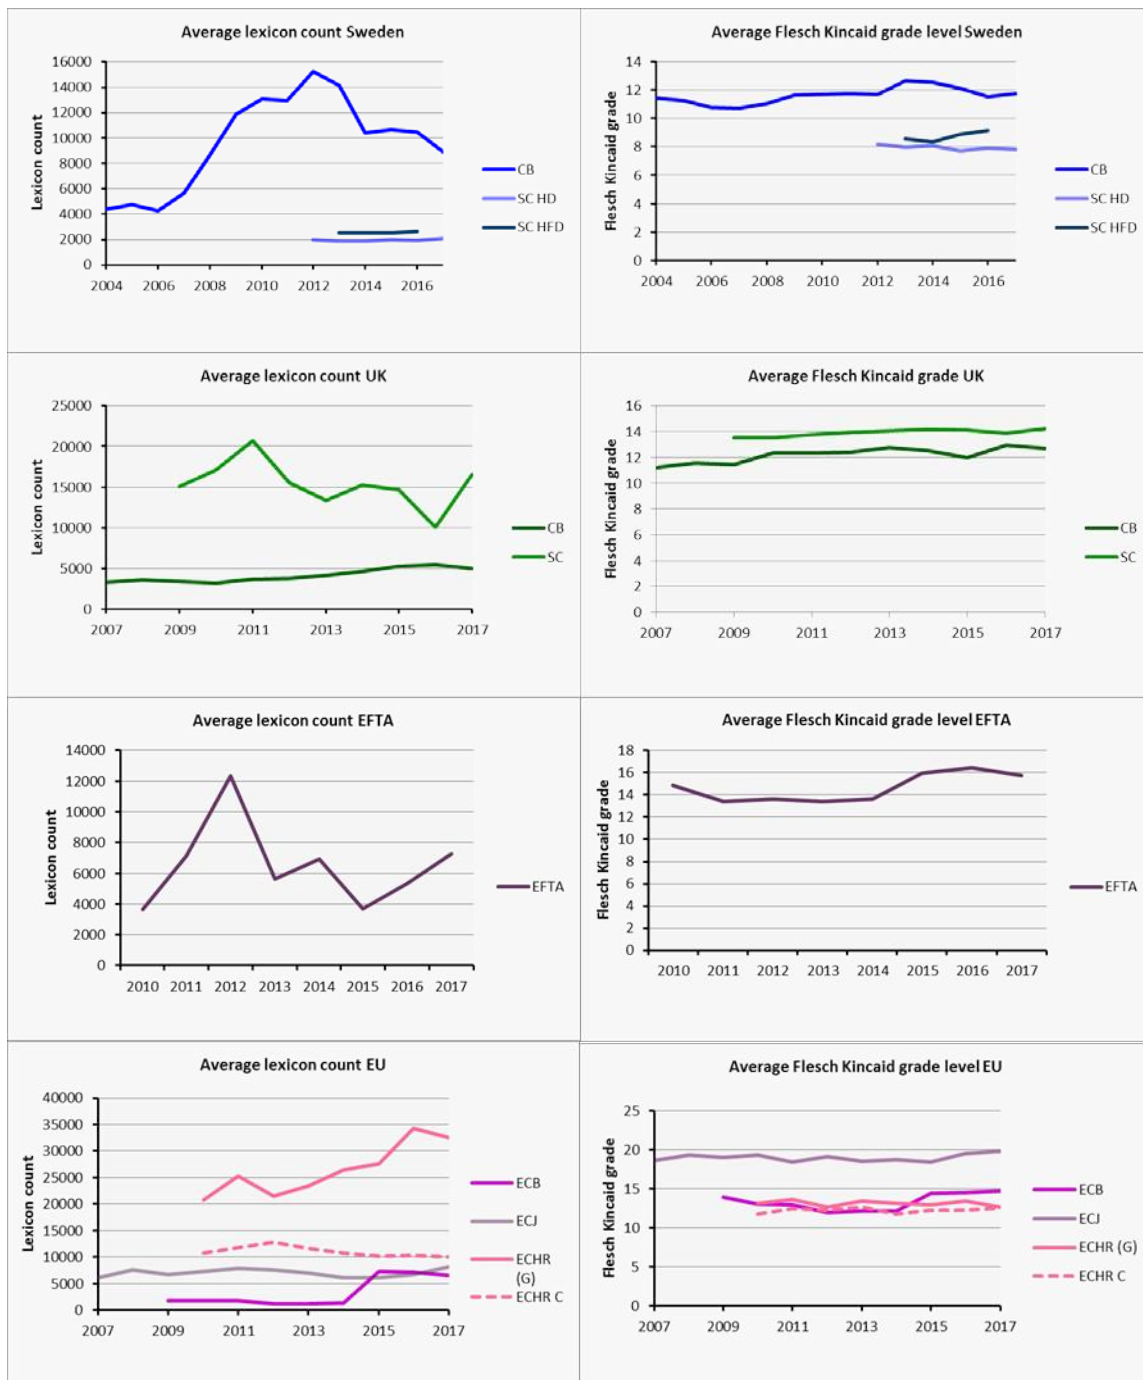 Average lexicon count Sweden
Lexicon count
16000
14000
12000
10000
8000
6000
4000
2000
0
2004 2006 2008 2010 2012 2014 2016
CB
SC HD
SC HFD
Average Flesch Kincaid grade level Sweden
Flesch Kincaid grade
14
12
10
8
6
4
2
0
2004 2006 2008 2010 2012 2014 2016
CB
SC HD
SC HFD
Average lexicon count UK
Lexicon count
25000
20000
15000
10000
5000
0
2007 2009 2011 2013 2015 2017
CB
SC
Average Flesch Kincaid grade UK
Flesch Kincaid grade
16
14
12
10
8
6
4
2
0
2007 2009 2011 2013 2015 2017
CB
SC
Average lexicon count EFTA
Lexicon count
14000
12000
10000
8000
6000
4000
2000
0
2010 2011 2012 2013 2014 2015 2016 2017
EFTA
Average Flesch Kincaid grade level EFTA
Flesch Kincaid grade
18
16
14
12
10
8
6
4
2
0
2010 2011 2012 2013 2014 2015 2016 2017
EFTA
Average lexicon count EU
Lexicon count
40000
35000
30000
25000
20000
15000
10000
5000
0
2007 2009 2011 2013 2015 2017
ECB
ECJ
ECHR
(G)
ECHR C
Average Flesch Kincaid grade level EU
Flesch Kincaid grade
25
20
15
10
5
0
2007 2009 2011 2013 2015 2017
ECB
ECJ
ECHR (G)
ECHR C